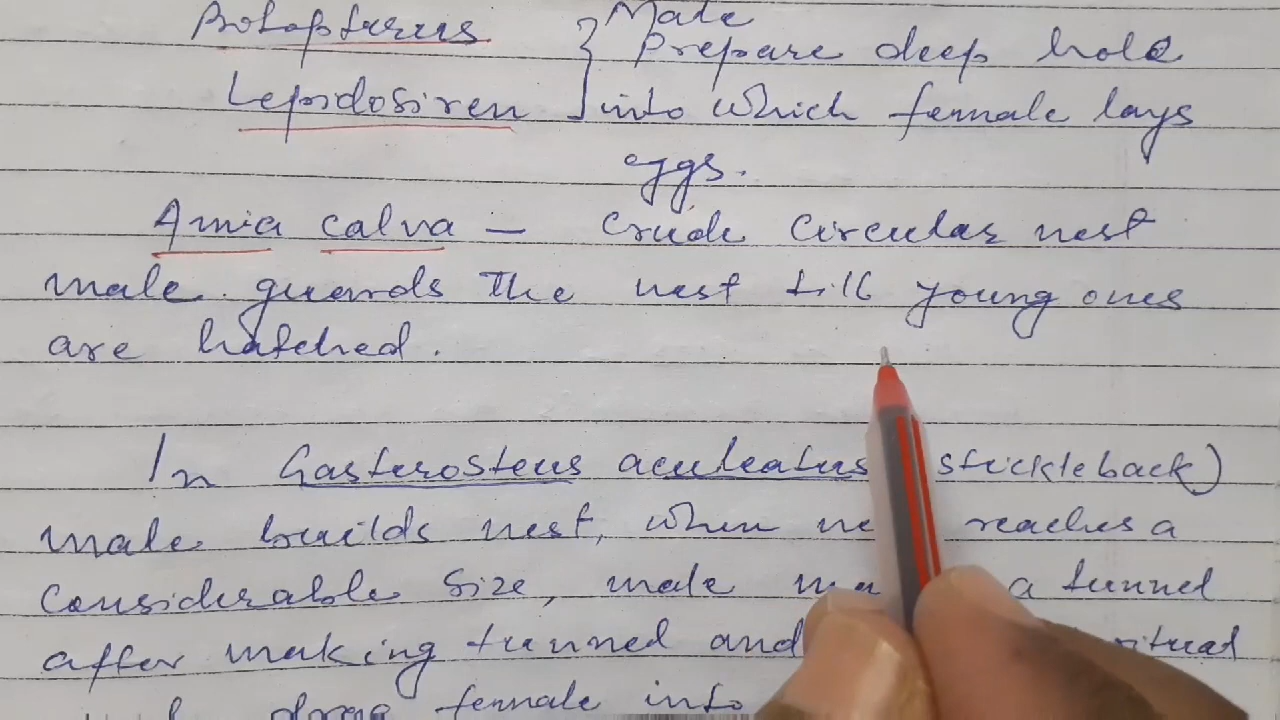 Protopterus } Male
Prepare deep hole
Lepidosiren into which female lays
eggs.
Amia calva – Crude Circular nest
male guards The nest till young ones
are hatched.
In Gasterosteus aculeatus stickleback)
male builds nest, when reaches a
Considerable Size, male a tunnel
after making tunnel and ritual
female into